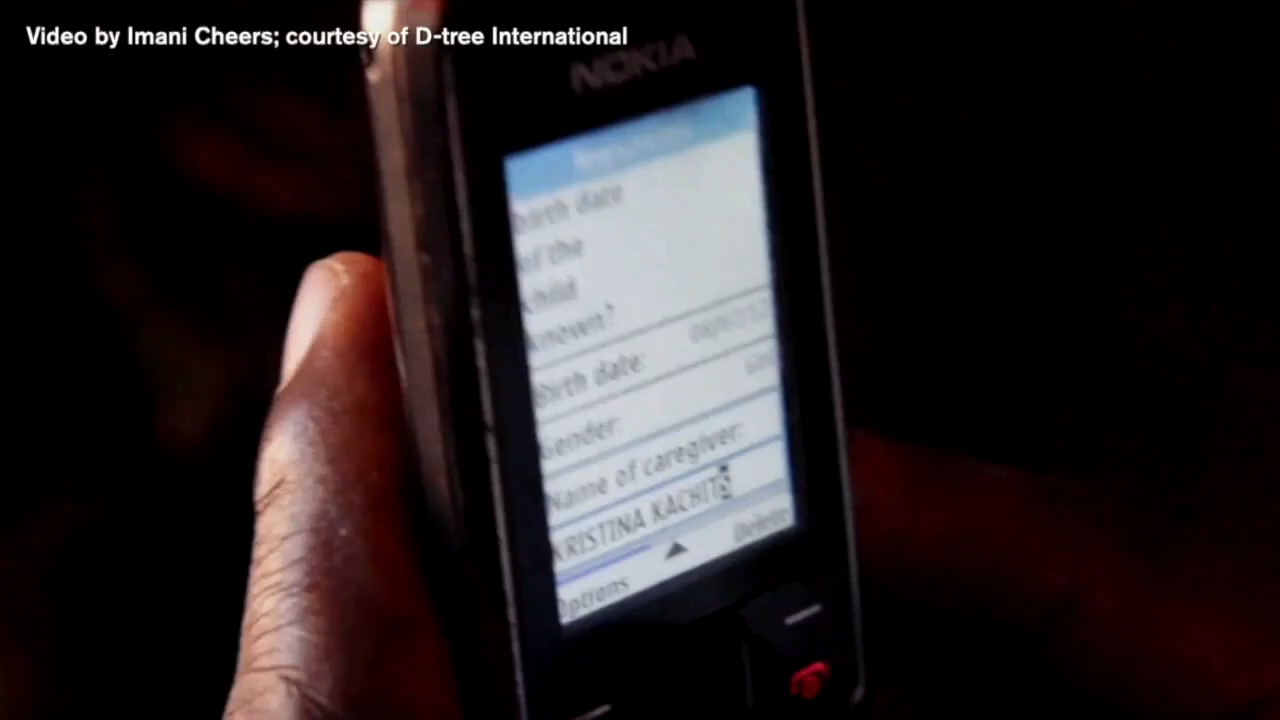 Video by Imani Cheers; courtesy of D-tree International
NOKIA
birth date
of the
child
known?
Birth date:
Gender:
Name of caregiver:
KRISTINA KACHIT
Options
Delete